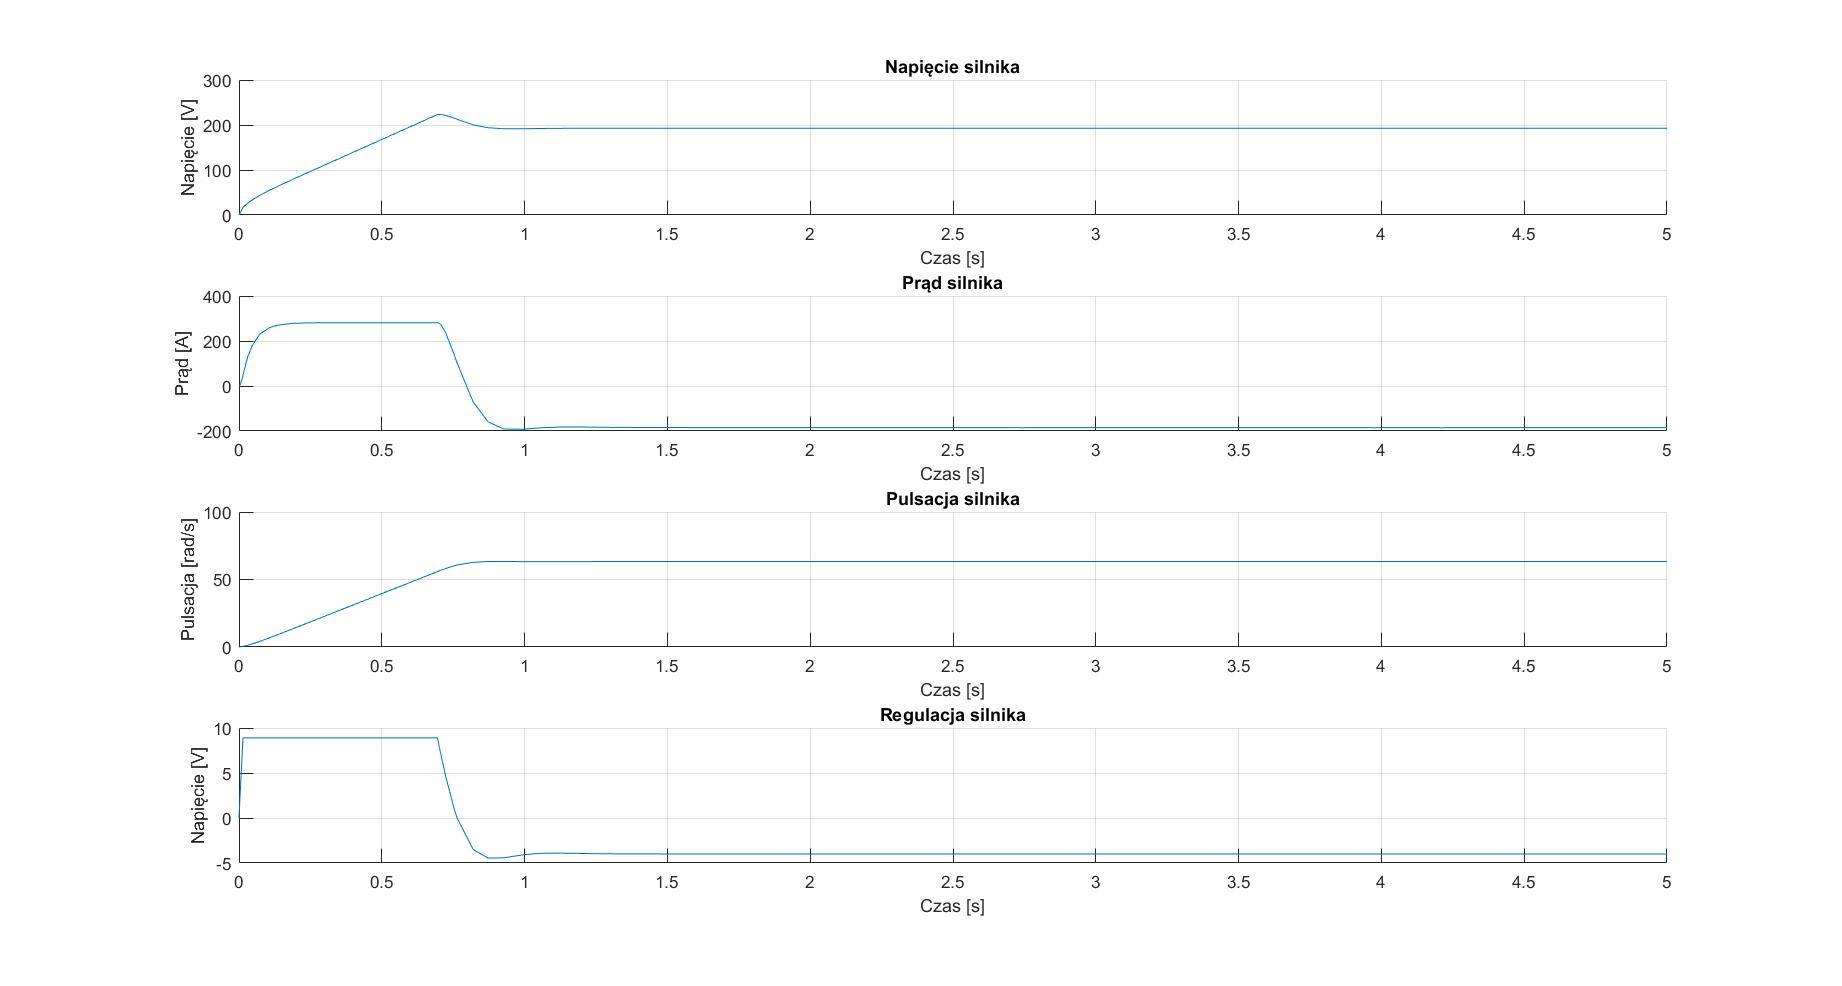 Napięcie silnika
Napięcie [V]
300
200
100
0
0 0.5 1 1.5 2 2.5 3 3.5 4 4.5 5
Czas [s]
Prąd silnika
Prąd [A]
400
200
0
-200
0 0.5 1 1.5 2 2.5 3 3.5 4 4.5 5
Czas [s]
Pulsacja silnika
Pulsacja [rad/s]
100
50
0
0 0.5 1 1.5 2 2.5 3 3.5 4 4.5 5
Czas [s]
Regulacja silnika
Napięcie [V]
10
5
0
-5
0 0.5 1 1.5 2 2.5 3 3.5 4 4.5 5
Czas [s]